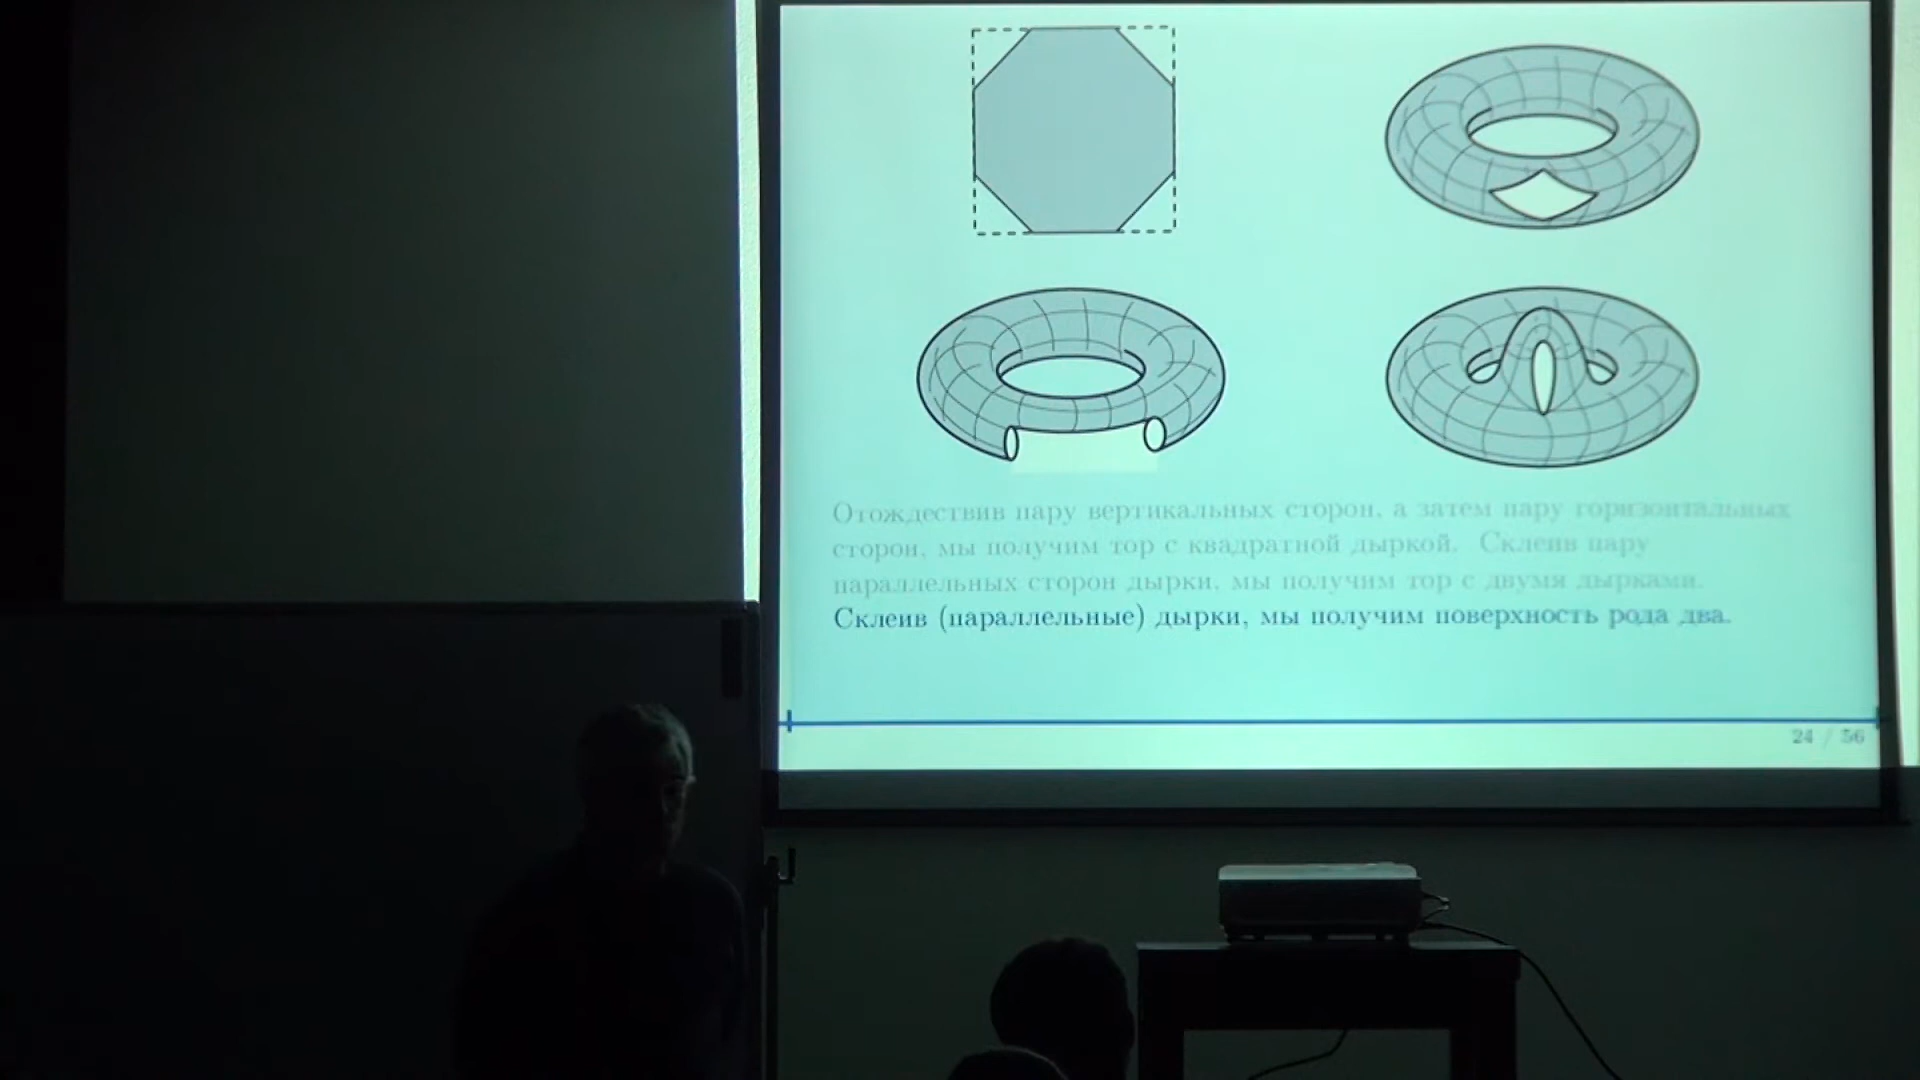 Отождествив пару вертикальных сторон, а затем пару горизонтальных
сторон, мы получим тор с квадратной дыркой. Склеив пару
параллельных сторон дырки, мы получим тор с двумя дырками.
Склеив (параллельные) дырки, мы получим поверхность рода два.
24 / 56